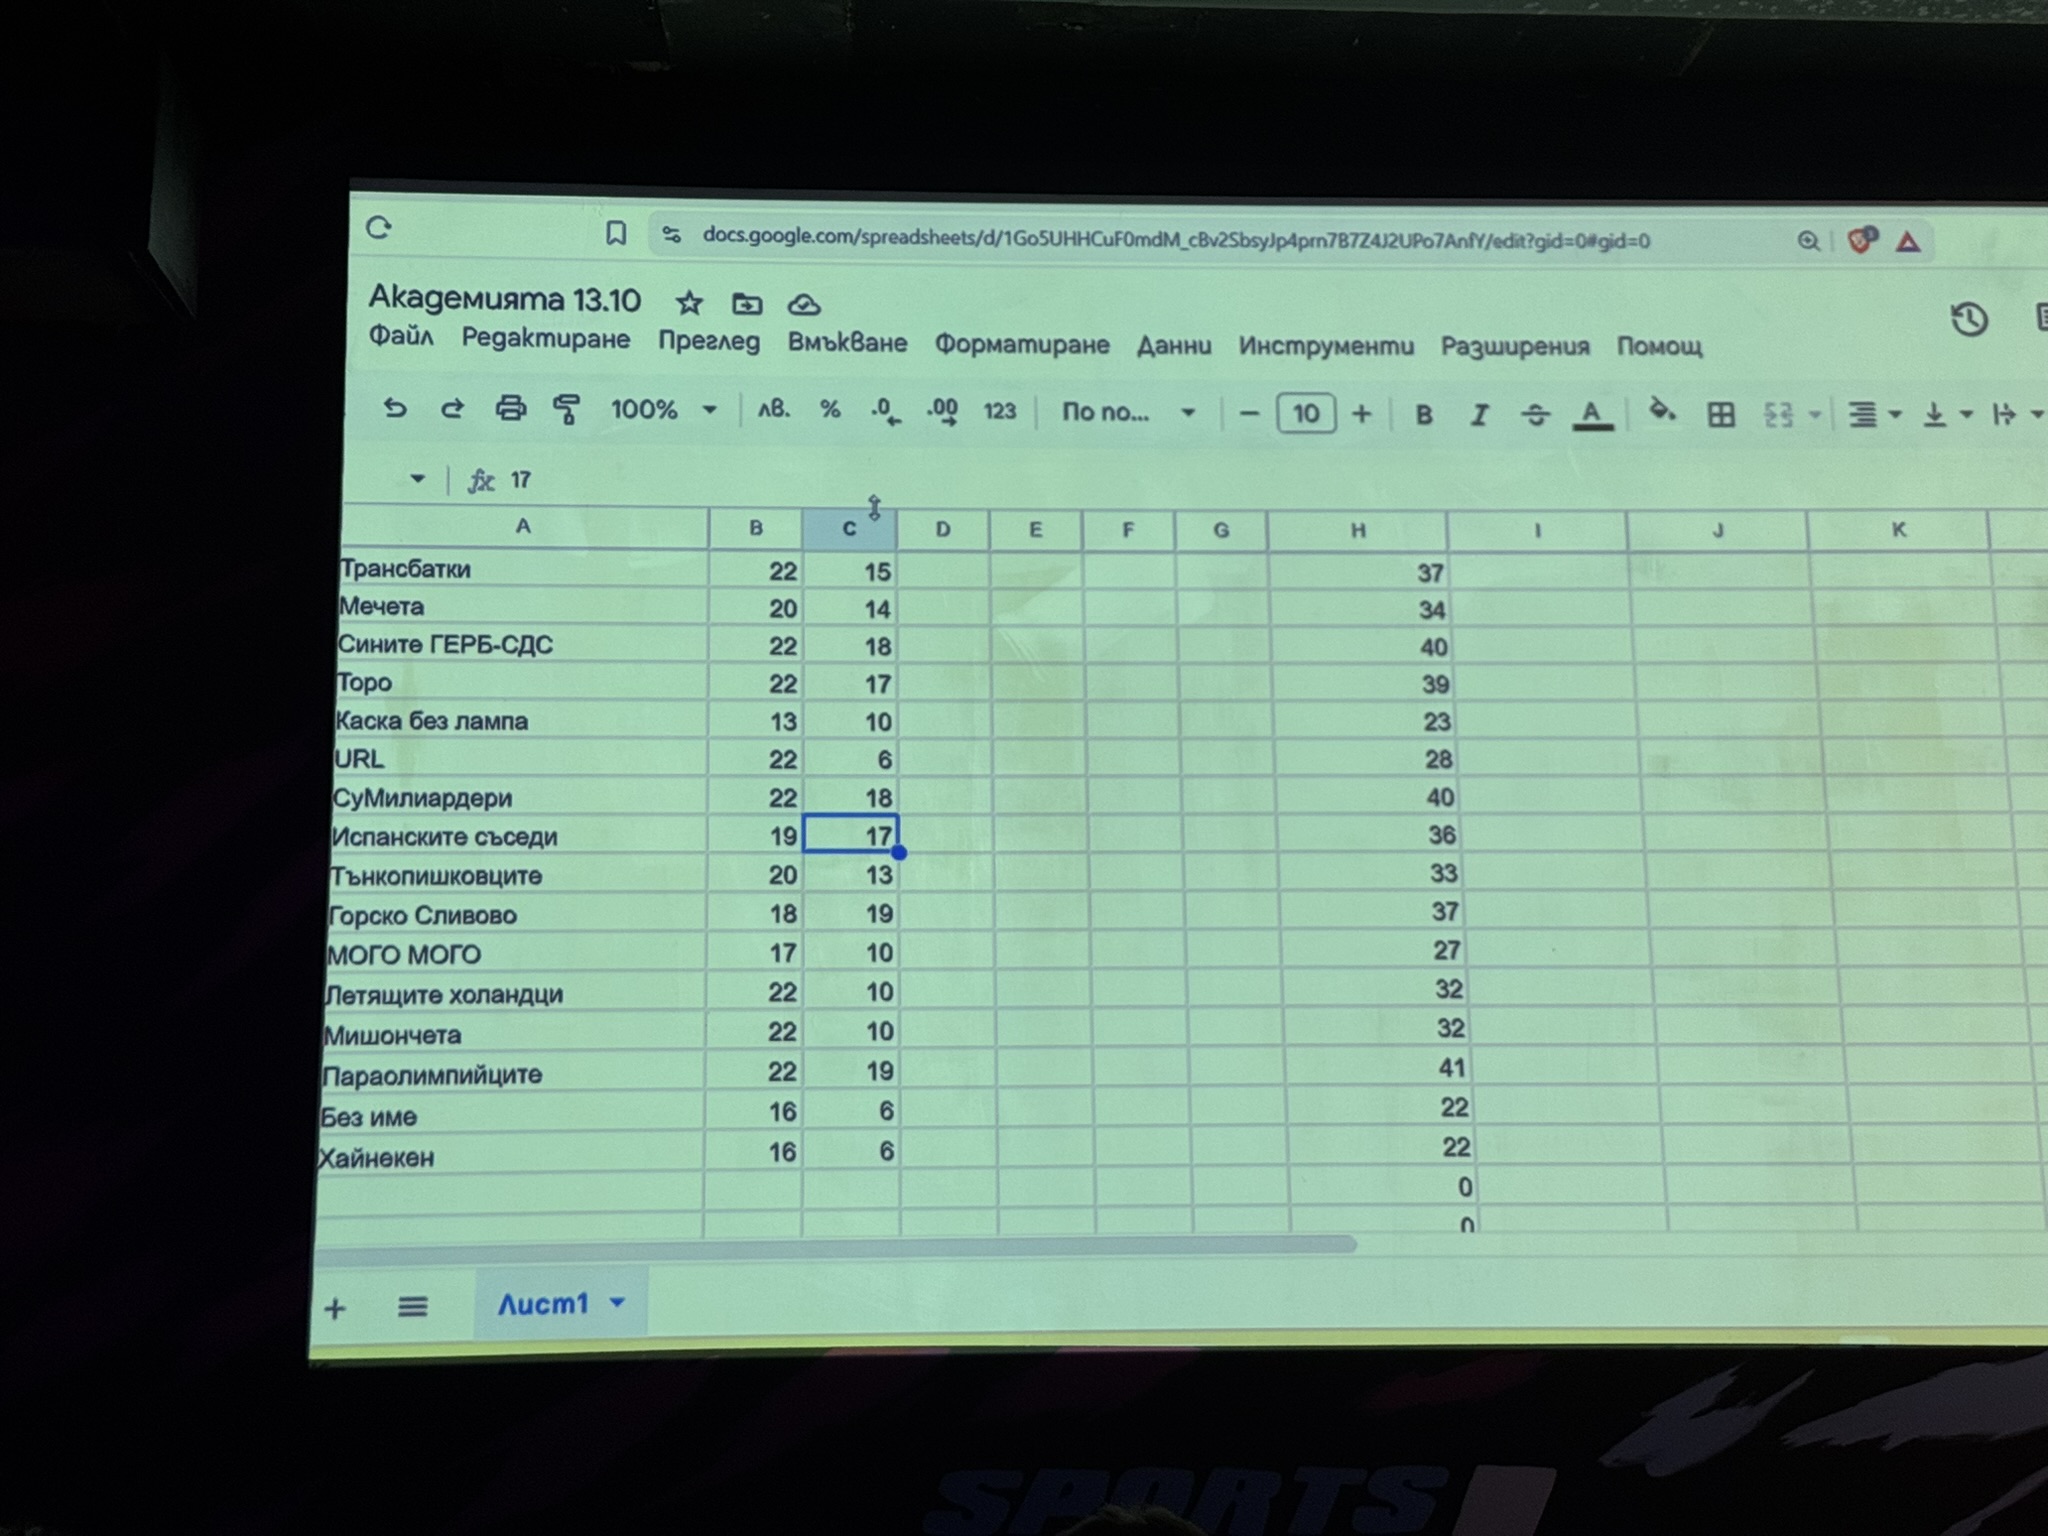 docs.google.com/spreadsheets/d/1Go5UHHCuF0mdM_cBv2SbsyJp4prn7B7Z4J2UPo7AnfY/edit?gid=0#gid=0
Академията 13.10
Файл Редактиране Преглед Вмъкване Форматиране Данни Инструменти Разширения Помощ
100% лв. % .0 .00 123 По по... − 10 + B I S A
fx 17
A B C D E F G H I J K
Трансбатки 22 15 37
Мечета 20 14 34
Сините ГЕРБ-СДС 22 18 40
Торо 22 17 39
Каска без лампа 13 10 23
URL 22 6 28
СуМилиардери 22 18 40
Испанските съседи 19 17 36
Тънкопишковците 20 13 33
Горско Сливово 18 19 37
МОГО МОГО 17 10 27
Летящите холандци 22 10 32
Мишончета 22 10 32
Параолимпийците 22 19 41
Без име 16 6 22
Хайнекен 16 6 22
0
0
+ Лист1
SPORTS